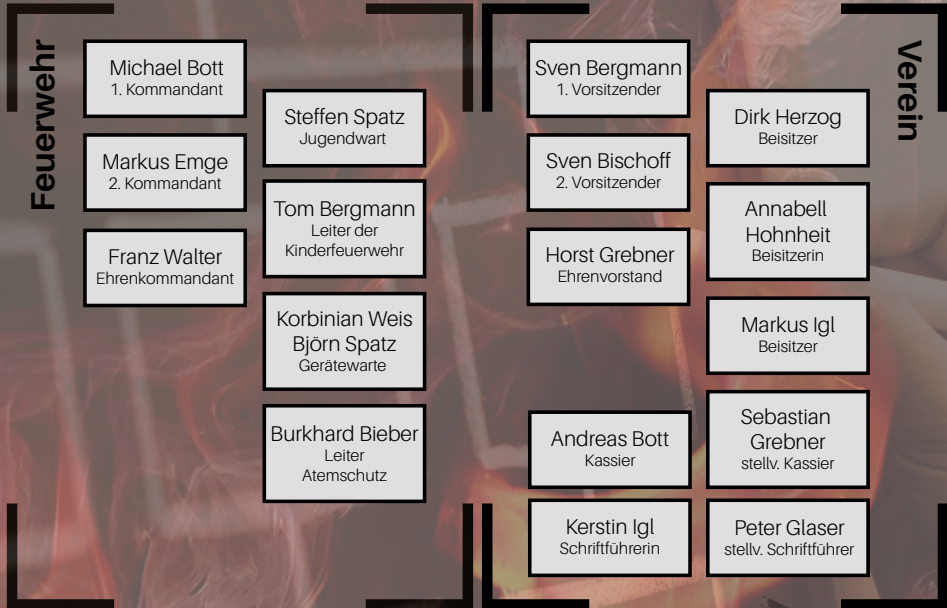 Feuerwehr
Michael Bott
1. Kommandant
Markus Emge
2. Kommandant
Franz Walter
Ehrenkommandant
Steffen Spatz
Jugendwart
Tom Bergmann
Leiter der
Kinderfeuerwehr
Korbinian Weis
Björn Spatz
Gerätewarte
Burkhard Bieber
Leiter
Atemschutz
Verein
Sven Bergmann
1. Vorsitzender
Sven Bischoff
2. Vorsitzender
Horst Grebner
Ehrenvorstand
Andreas Bott
Kassier
Kerstin Igl
Schriftführerin
Dirk Herzog
Beisitzer
Annabell
Hohnheit
Beisitzerin
Markus Igl
Beisitzer
Sebastian
Grebner
stellv. Kassier
Peter Glaser
stellv. Schriftführer